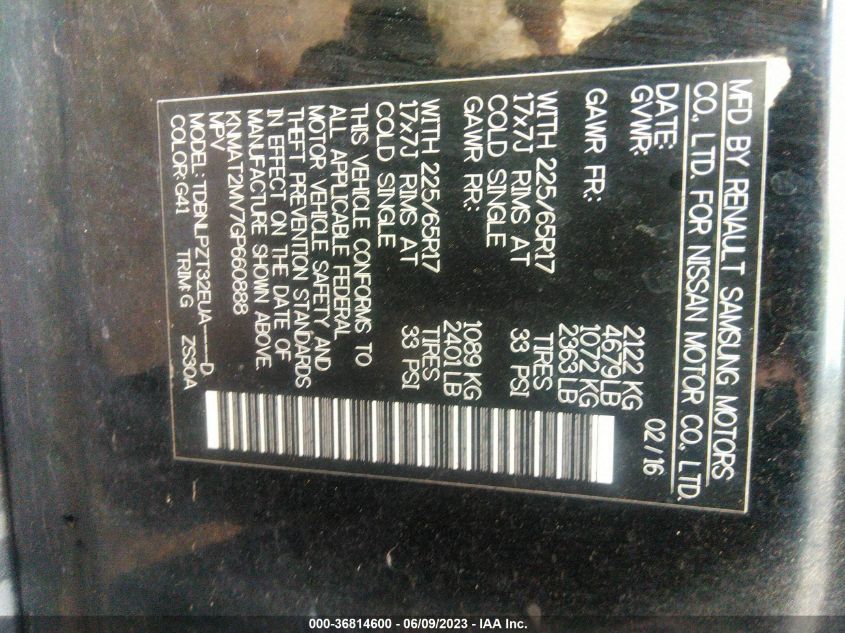 MFD BY RENAULT SAMSUNG MOTORS
CO., LTD. FOR NISSAN MOTOR CO., LTD.
DATE: 02 / 16
GVWR: 2122 KG
4679 LB
GAWR FR: 1072 KG
2363 LB
WITH 225/65R17 TIRES
17x7J RIMS AT 33 PSI
COLD SINGLE
GAWR RR: 1089 KG
2401 LB
WITH 225/65R17 TIRES
17x7J RIMS AT 33 PSI
COLD SINGLE
THIS VEHICLE CONFORMS TO
ALL APPLICABLE FEDERAL
MOTOR VEHICLE SAFETY AND
THEFT PREVENTION STANDARDS
IN EFFECT ON THE DATE OF
MANUFACTURE SHOWN ABOVE
KNMAT2MV7GP660888
MPV
MODEL: TDBNLPZT32EUA----D
COLOR: G41 TRIM: G ZS30A
000-36814600 - 06/09/2023 - IAA Inc.